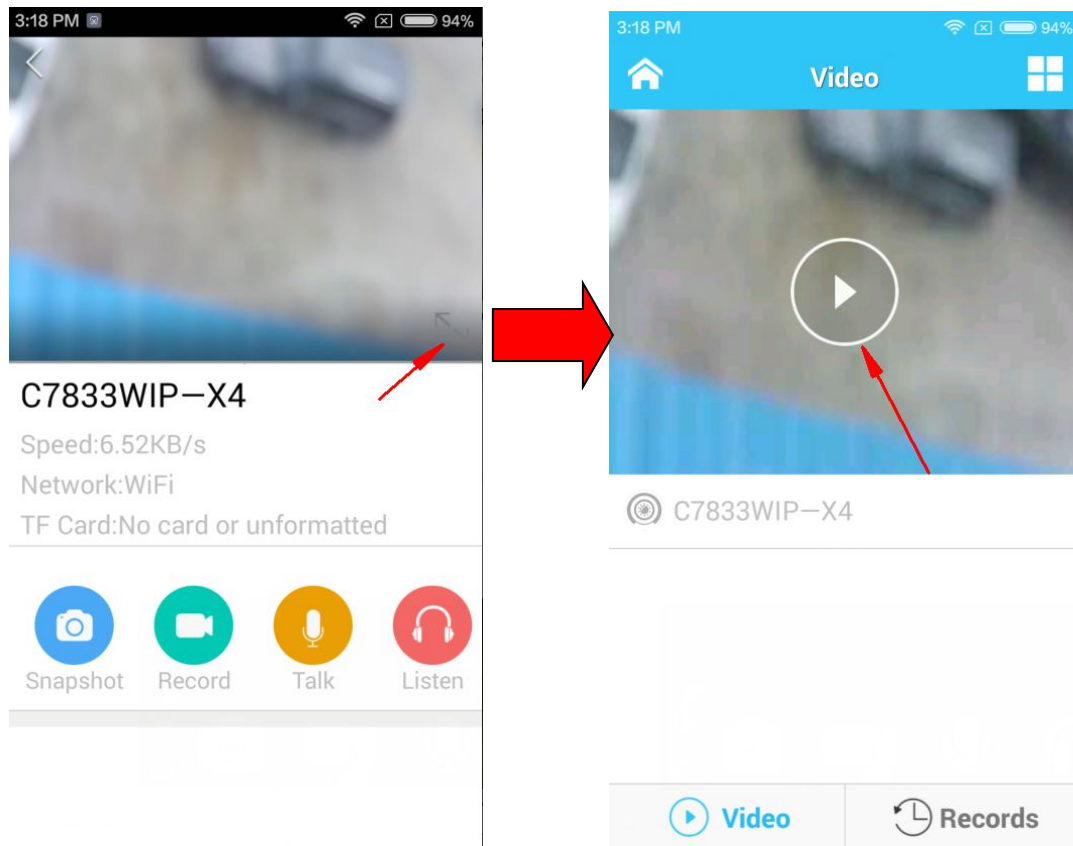 3:18 PM 94%
C7833WIP—X4
Speed:6.52KB/s
Network:WiFi
TF Card:No card or unformatted
Snapshot Record Talk Listen
3:18 PM 94%
Video
C7833WIP—X4
Video Records